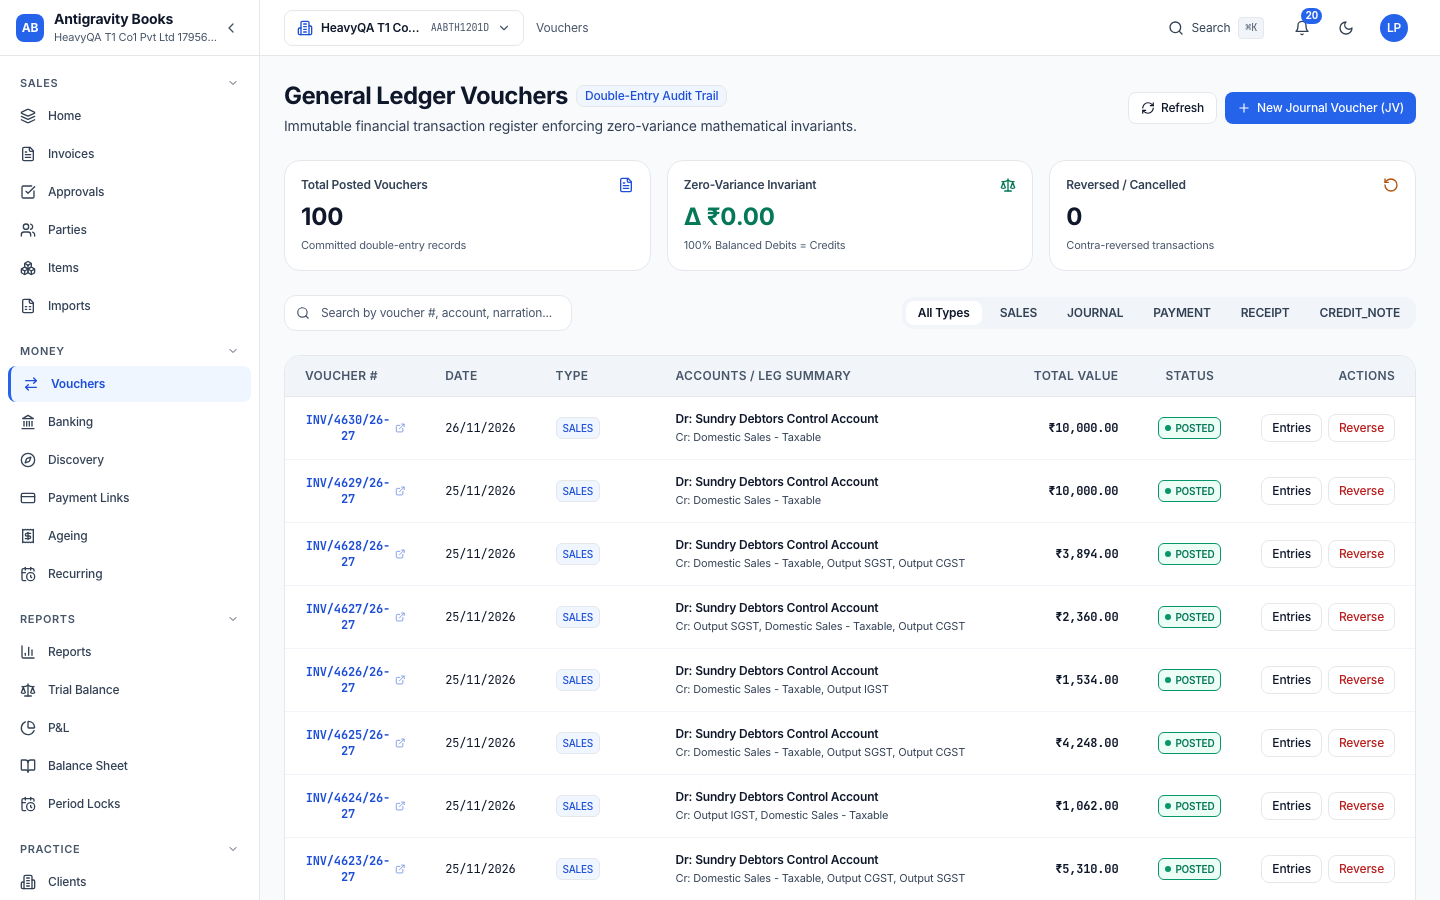 AB
Antigravity Books
HeavyQA T1 Co1 Pvt Ltd 17956...
HeavyQA T1 Co... AABTH1201D
Vouchers
Search ⌘K
20
LP
SALES
Home
Invoices
Approvals
Parties
Items
Imports
MONEY
Vouchers
Banking
Discovery
Payment Links
Ageing
Recurring
REPORTS
Reports
Trial Balance
P&L
Balance Sheet
Period Locks
PRACTICE
Clients
General Ledger Vouchers Double-Entry Audit Trail
Immutable financial transaction register enforcing zero-variance mathematical invariants.
Refresh
New Journal Voucher (JV)
Total Posted Vouchers
100
Committed double-entry records
Zero-Variance Invariant
Δ ₹0.00
100% Balanced Debits = Credits
Reversed / Cancelled
0
Contra-reversed transactions
Search by voucher #, account, narration...
All Types SALES JOURNAL PAYMENT RECEIPT CREDIT_NOTE
VOUCHER # DATE TYPE ACCOUNTS / LEG SUMMARY TOTAL VALUE STATUS ACTIONS
INV/4630/26-
27
26/11/2026 SALES
Dr: Sundry Debtors Control Account
Cr: Domestic Sales - Taxable
₹10,000.00 POSTED Entries Reverse
INV/4629/26-
27
25/11/2026 SALES
Dr: Sundry Debtors Control Account
Cr: Domestic Sales - Taxable
₹10,000.00 POSTED Entries Reverse
INV/4628/26-
27
25/11/2026 SALES
Dr: Sundry Debtors Control Account
Cr: Domestic Sales - Taxable, Output SGST, Output CGST
₹3,894.00 POSTED Entries Reverse
INV/4627/26-
27
25/11/2026 SALES
Dr: Sundry Debtors Control Account
Cr: Output SGST, Domestic Sales - Taxable, Output CGST
₹2,360.00 POSTED Entries Reverse
INV/4626/26-
27
25/11/2026 SALES
Dr: Sundry Debtors Control Account
Cr: Domestic Sales - Taxable, Output IGST
₹1,534.00 POSTED Entries Reverse
INV/4625/26-
27
25/11/2026 SALES
Dr: Sundry Debtors Control Account
Cr: Domestic Sales - Taxable, Output SGST, Output CGST
₹4,248.00 POSTED Entries Reverse
INV/4624/26-
27
25/11/2026 SALES
Dr: Sundry Debtors Control Account
Cr: Output IGST, Domestic Sales - Taxable
₹1,062.00 POSTED Entries Reverse
INV/4623/26-
27
25/11/2026 SALES
Dr: Sundry Debtors Control Account
Cr: Domestic Sales - Taxable, Output CGST, Output SGST
₹5,310.00 POSTED Entries Reverse